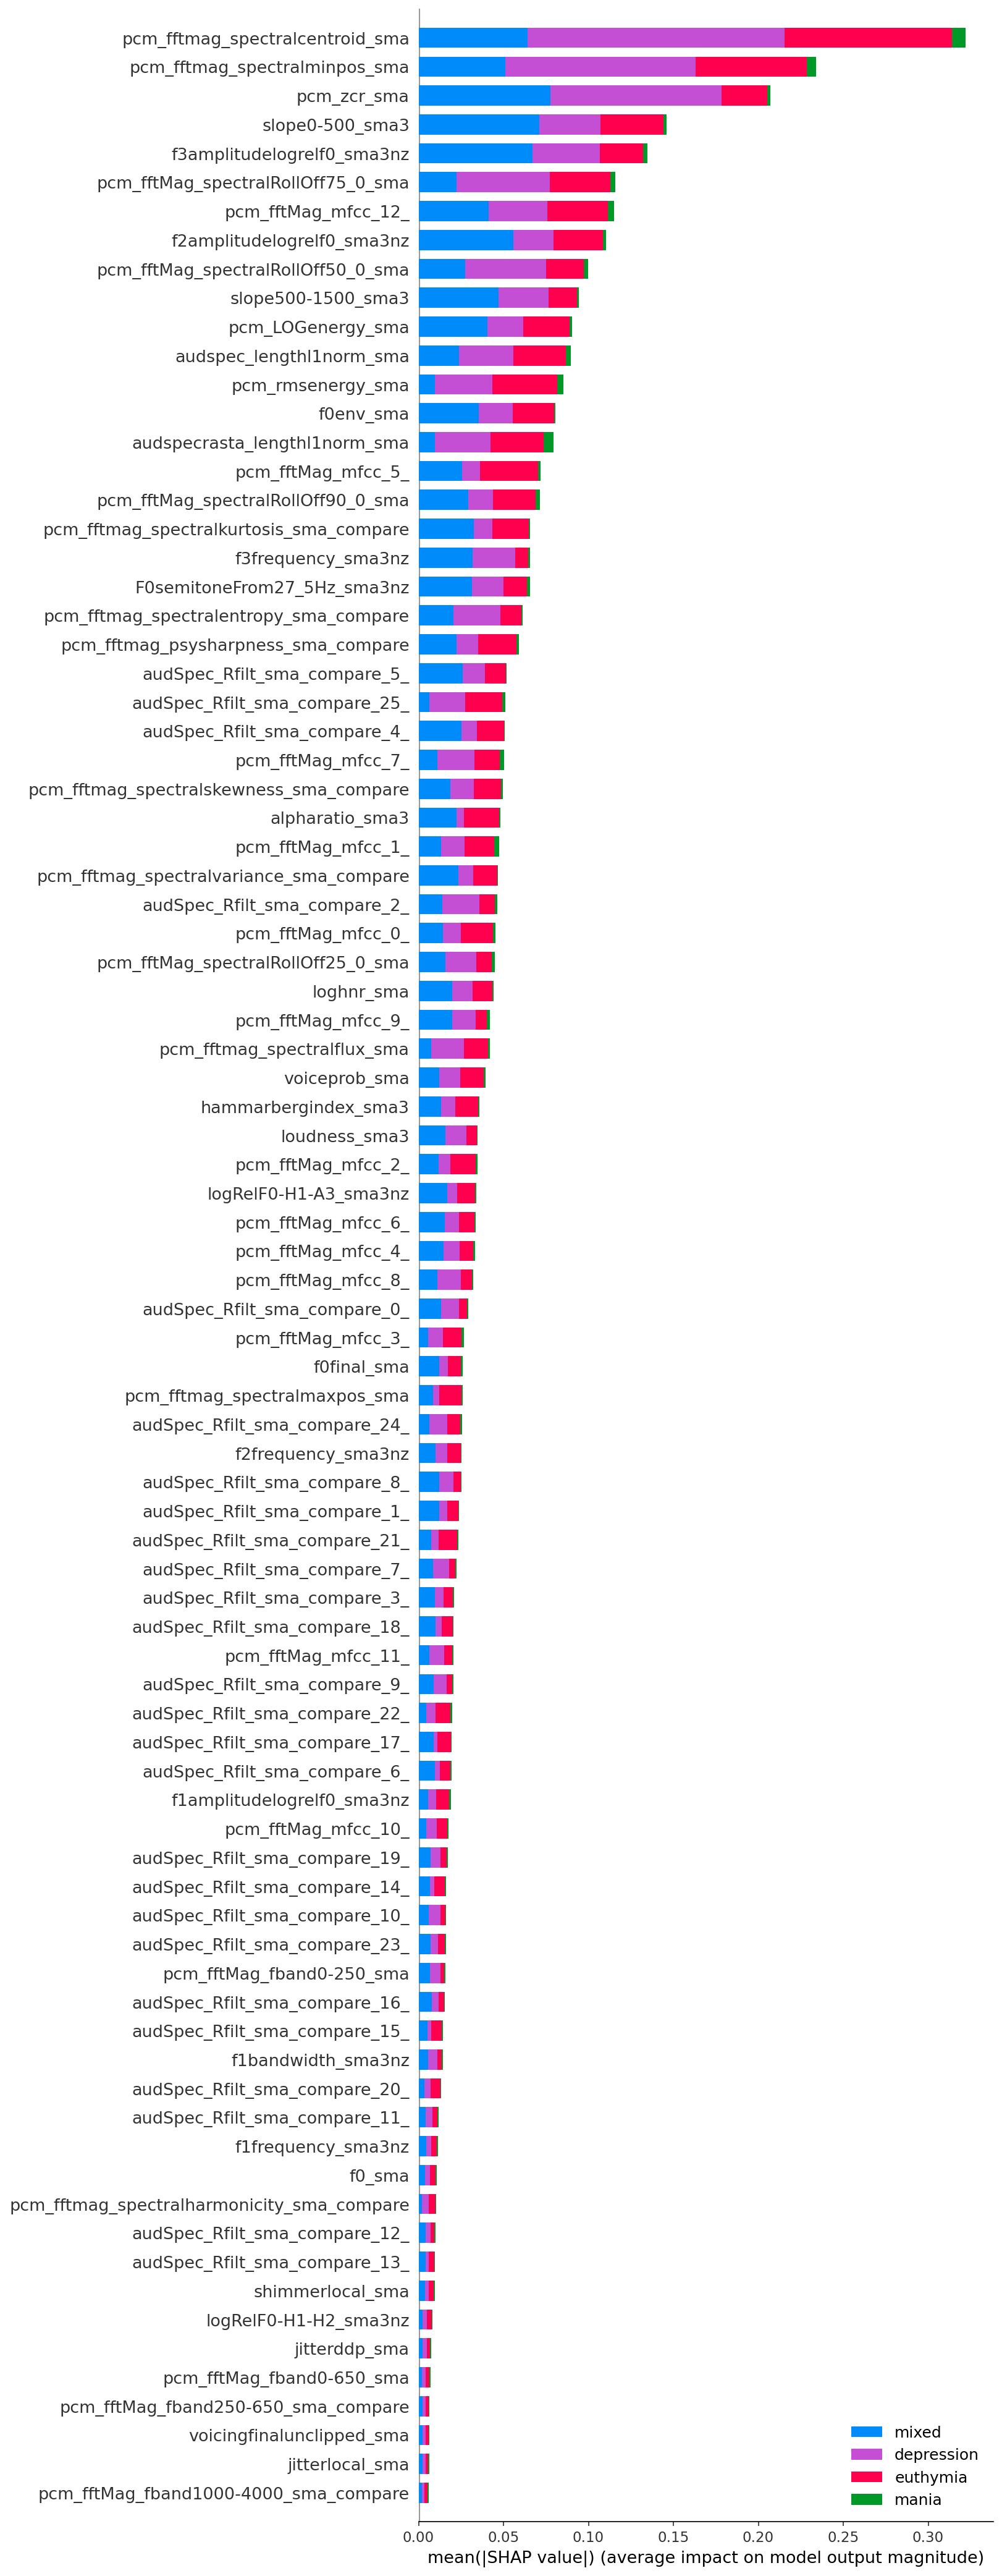 pcm_fftmag_spectralcentroid_sma
pcm_fftmag_spectralminpos_sma
pcm_zcr_sma
slope0-500_sma3
f3amplitudelogrelf0_sma3nz
pcm_fftMag_spectralRollOff75_0_sma
pcm_fftMag_mfcc_12_
f2amplitudelogrelf0_sma3nz
pcm_fftMag_spectralRollOff50_0_sma
slope500-1500_sma3
pcm_LOGenergy_sma
audspec_lengthl1norm_sma
pcm_rmsenergy_sma
f0env_sma
audspecrasta_lengthl1norm_sma
pcm_fftMag_mfcc_5_
pcm_fftMag_spectralRollOff90_0_sma
pcm_fftmag_spectralkurtosis_sma_compare
f3frequency_sma3nz
F0semitoneFrom27_5Hz_sma3nz
pcm_fftmag_spectralentropy_sma_compare
pcm_fftmag_psysharpness_sma_compare
audSpec_Rfilt_sma_compare_5_
audSpec_Rfilt_sma_compare_25_
audSpec_Rfilt_sma_compare_4_
pcm_fftMag_mfcc_7_
pcm_fftmag_spectralskewness_sma_compare
alpharatio_sma3
pcm_fftMag_mfcc_1_
pcm_fftmag_spectralvariance_sma_compare
audSpec_Rfilt_sma_compare_2_
pcm_fftMag_mfcc_0_
pcm_fftMag_spectralRollOff25_0_sma
loghnr_sma
pcm_fftMag_mfcc_9_
pcm_fftmag_spectralflux_sma
voiceprob_sma
hammarbergindex_sma3
loudness_sma3
pcm_fftMag_mfcc_2_
logRelF0-H1-A3_sma3nz
pcm_fftMag_mfcc_6_
pcm_fftMag_mfcc_4_
pcm_fftMag_mfcc_8_
audSpec_Rfilt_sma_compare_0_
pcm_fftMag_mfcc_3_
f0final_sma
pcm_fftmag_spectralmaxpos_sma
audSpec_Rfilt_sma_compare_24_
f2frequency_sma3nz
audSpec_Rfilt_sma_compare_8_
audSpec_Rfilt_sma_compare_1_
audSpec_Rfilt_sma_compare_21_
audSpec_Rfilt_sma_compare_7_
audSpec_Rfilt_sma_compare_3_
audSpec_Rfilt_sma_compare_18_
pcm_fftMag_mfcc_11_
audSpec_Rfilt_sma_compare_9_
audSpec_Rfilt_sma_compare_22_
audSpec_Rfilt_sma_compare_17_
audSpec_Rfilt_sma_compare_6_
f1amplitudelogrelf0_sma3nz
pcm_fftMag_mfcc_10_
audSpec_Rfilt_sma_compare_19_
audSpec_Rfilt_sma_compare_14_
audSpec_Rfilt_sma_compare_10_
audSpec_Rfilt_sma_compare_23_
pcm_fftMag_fband0-250_sma
audSpec_Rfilt_sma_compare_16_
audSpec_Rfilt_sma_compare_15_
f1bandwidth_sma3nz
audSpec_Rfilt_sma_compare_20_
audSpec_Rfilt_sma_compare_11_
f1frequency_sma3nz
f0_sma
pcm_fftmag_spectralharmonicity_sma_compare
audSpec_Rfilt_sma_compare_12_
audSpec_Rfilt_sma_compare_13_
shimmerlocal_sma
logRelF0-H1-H2_sma3nz
jitterddp_sma
pcm_fftMag_fband0-650_sma
pcm_fftMag_fband250-650_sma_compare
voicingfinalunclipped_sma
jitterlocal_sma
pcm_fftMag_fband1000-4000_sma_compare
mixed
depression
euthymia
mania
0.00 0.05 0.10 0.15 0.20 0.25 0.30
mean(|SHAP value|) (average impact on model output magnitude)